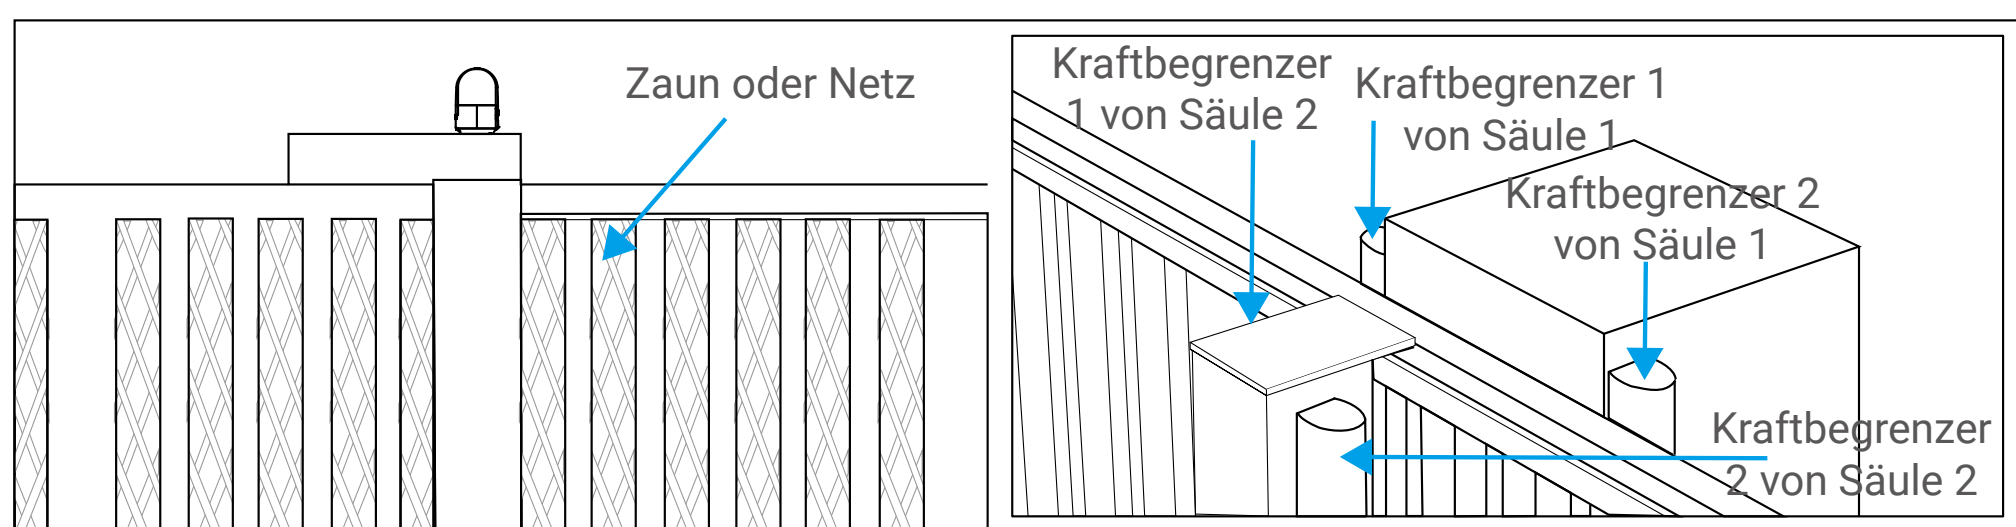 Zaun oder Netz
Kraftbegrenzer
1 von Säule 2
Kraftbegrenzer 1
von Säule 1
Kraftbegrenzer 2
von Säule 1
Kraftbegrenzer
2 von Säule 2